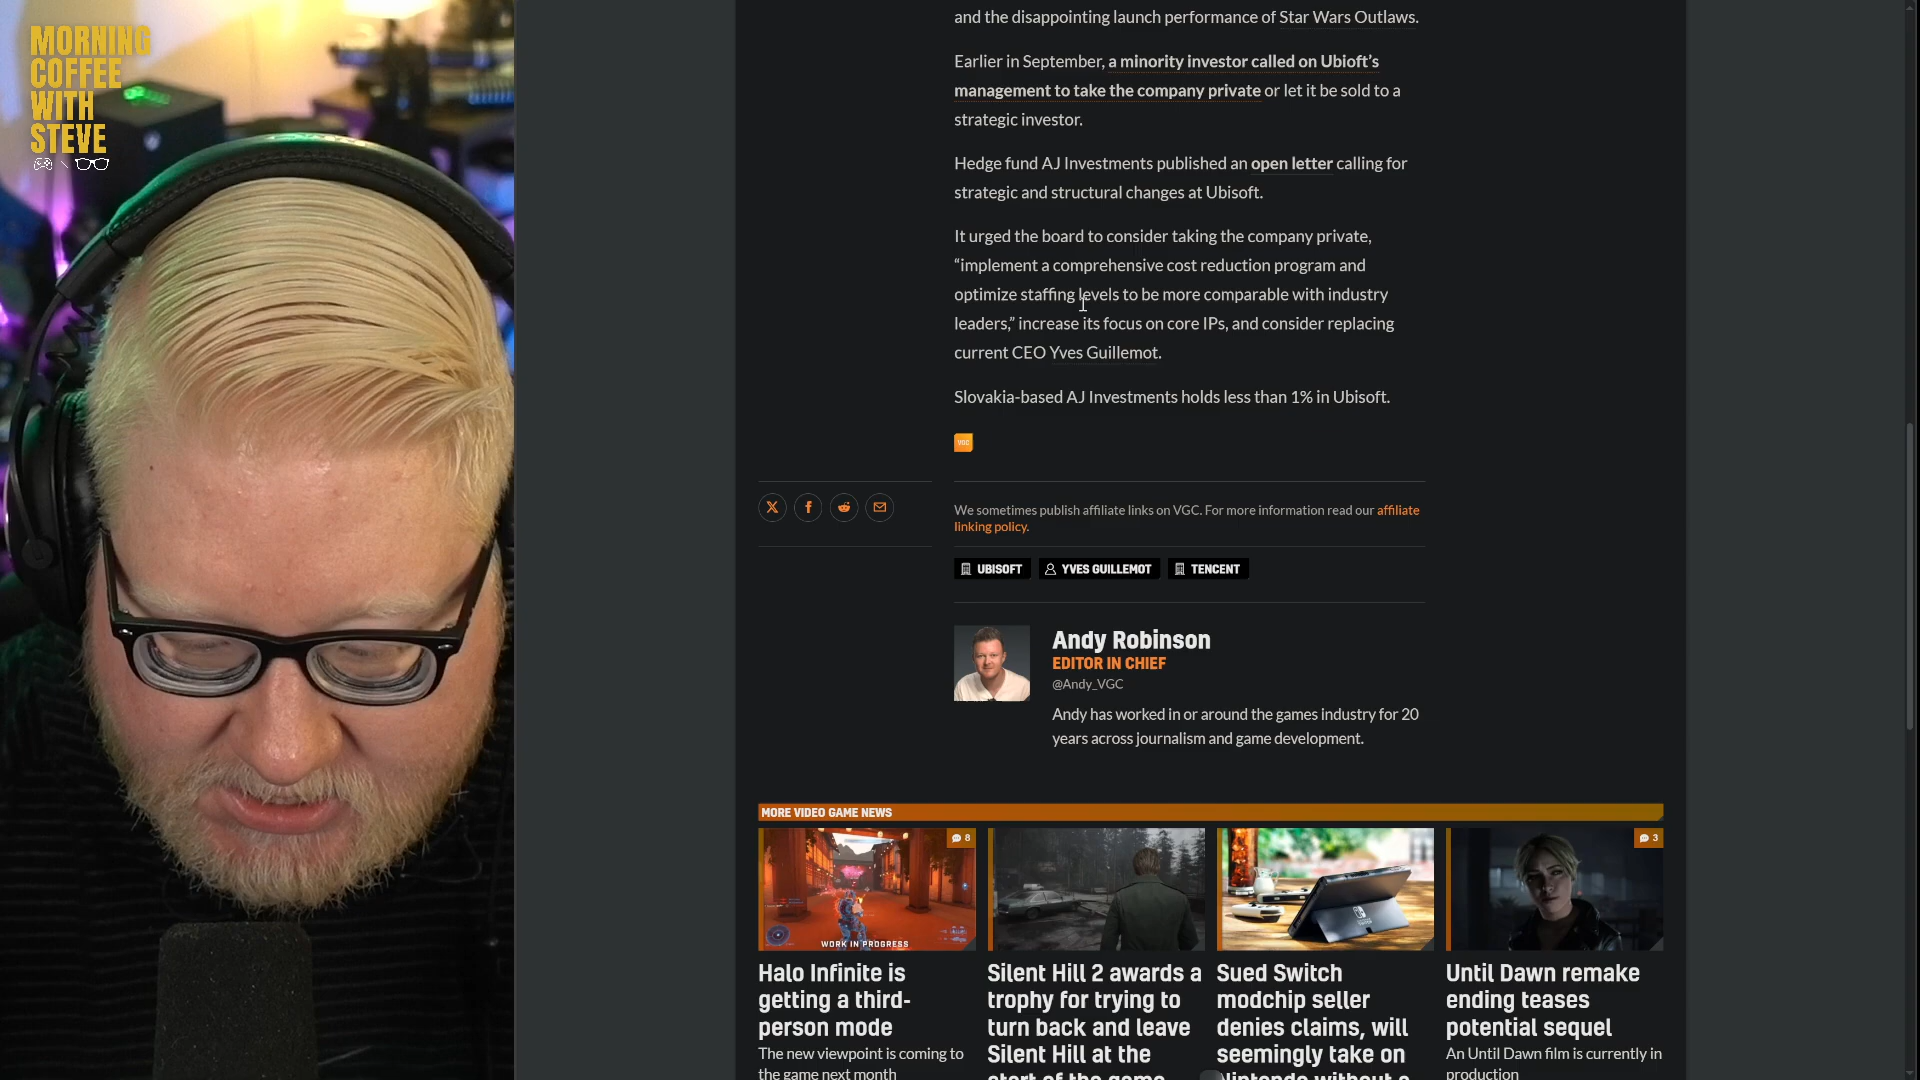 MORNING
COFFEE
WITH
STEVE
and the disappointing launch performance of Star Wars Outlaws.
Earlier in September, a minority investor called on Ubioft's
management to take the company private or let it be sold to a
strategic investor.
Hedge fund AJ Investments published an open letter calling for
strategic and structural changes at Ubisoft.
It urged the board to consider taking the company private,
“implement a comprehensive cost reduction program and
optimize staffing levels to be more comparable with industry
leaders,” increase its focus on core IPs, and consider replacing
current CEO Yves Guillemot.
Slovakia-based AJ Investments holds less than 1% in Ubisoft.
VGC
We sometimes publish affiliate links on VGC. For more information read our affiliate
linking policy.
UBISOFT YVES GUILLEMOT TENCENT
Andy Robinson
EDITOR IN CHIEF
@Andy_VGC
Andy has worked in or around the games industry for 20
years across journalism and game development.
MORE VIDEO GAME NEWS
8
WORK IN PROGRESS
Halo Infinite is
getting a third-
person mode
The new viewpoint is coming to
the game next month
Silent Hill 2 awards a
trophy for trying to
turn back and leave
Silent Hill at the
start of the game
Sued Switch
modchip seller
denies claims, will
seemingly take on
Nintendo without a
3
Until Dawn remake
ending teases
potential sequel
An Until Dawn film is currently in
production